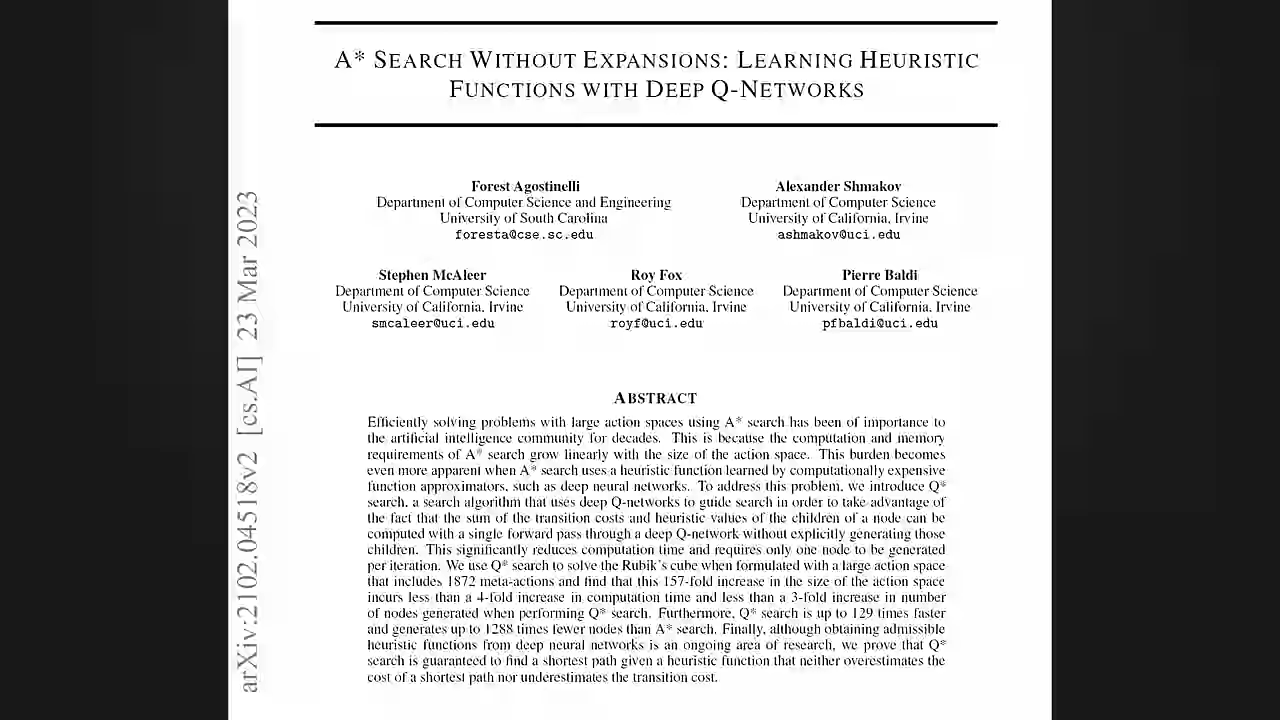 A* SEARCH WITHOUT EXPANSIONS: LEARNING HEURISTIC
FUNCTIONS WITH DEEP Q-NETWORKS
Forest Agostinelli
Department of Computer Science and Engineering
University of South Carolina
foresta@cse.sc.edu
Alexander Shmakov
Department of Computer Science
University of California, Irvine
ashmakov@uci.edu
Stephen McAleer
Department of Computer Science
University of California, Irvine
smcaleer@uci.edu
Roy Fox
Department of Computer Science
University of California, Irvine
royf@uci.edu
Pierre Baldi
Department of Computer Science
University of California, Irvine
pfbaldi@uci.edu
ABSTRACT
Efficiently solving problems with large action spaces using A* search has been of importance to
the artificial intelligence community for decades. This is because the computation and memory
requirements of A* search grow linearly with the size of the action space. This burden becomes
even more apparent when A* search uses a heuristic function learned by computationally expensive
function approximators, such as deep neural networks. To address this problem, we introduce Q*
search, a search algorithm that uses deep Q-networks to guide search in order to take advantage of
the fact that the sum of the transition costs and heuristic values of the children of a node can be
computed with a single forward pass through a deep Q-network without explicitly generating those
children. This significantly reduces computation time and requires only one node to be generated
per iteration. We use Q* search to solve the Rubik's cube when formulated with a large action space
that includes 1872 meta-actions and find that this 157-fold increase in the size of the action space
incurs less than a 4-fold increase in computation time and less than a 3-fold increase in number
of nodes generated when performing Q* search. Furthermore, Q* search is up to 129 times faster
and generates up to 1288 times fewer nodes than A* search. Finally, although obtaining admissible
heuristic functions from deep neural networks is an ongoing area of research, we prove that Q*
search is guaranteed to find a shortest path given a heuristic function that neither overestimates the
cost of a shortest path nor underestimates the transition cost.
arXiv:2102.04518v2 [cs.AI] 23 Mar 2023